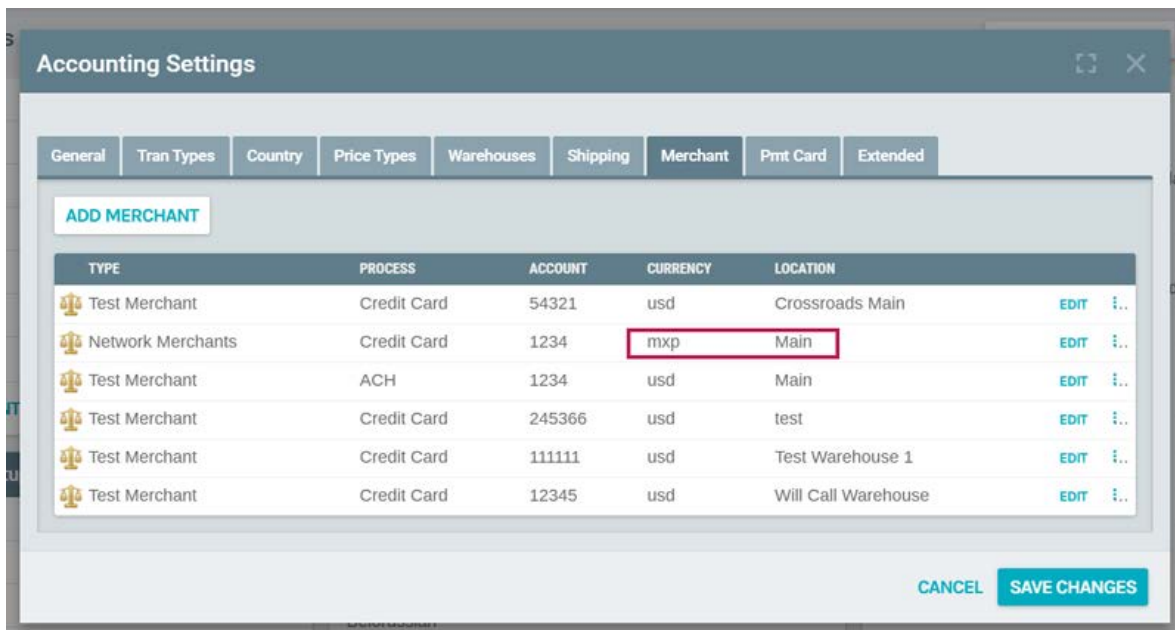 Accounting Settings
General Tran Types Country Price Types Warehouses Shipping Merchant Pmt Card Extended
ADD MERCHANT
TYPE PROCESS ACCOUNT CURRENCY LOCATION
Test Merchant Credit Card 54321 usd Crossroads Main EDIT
Network Merchants Credit Card 1234 mxp Main EDIT
Test Merchant ACH 1234 usd Main EDIT
Test Merchant Credit Card 245366 usd test EDIT
Test Merchant Credit Card 111111 usd Test Warehouse 1 EDIT
Test Merchant Credit Card 12345 usd Will Call Warehouse EDIT
CANCEL SAVE CHANGES